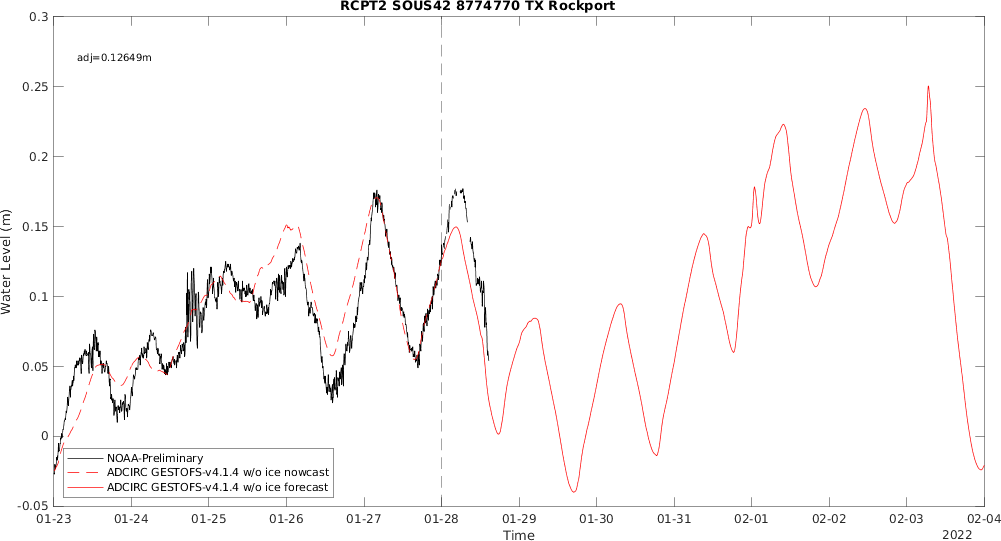 RCPT2 SOUS42 8774770 TX Rockport
adj=0.12649m
0.3
0.25
0.2
0.15
0.1
0.05
0
-0.05
Water Level (m)
NOAA-Preliminary
ADCIRC GESTOFS-v4.1.4 w/o ice nowcast
ADCIRC GESTOFS-v4.1.4 w/o ice forecast
01-23 01-24 01-25 01-26 01-27 01-28 01-29 01-30 01-31 02-01 02-02 02-03 02-04
Time
2022